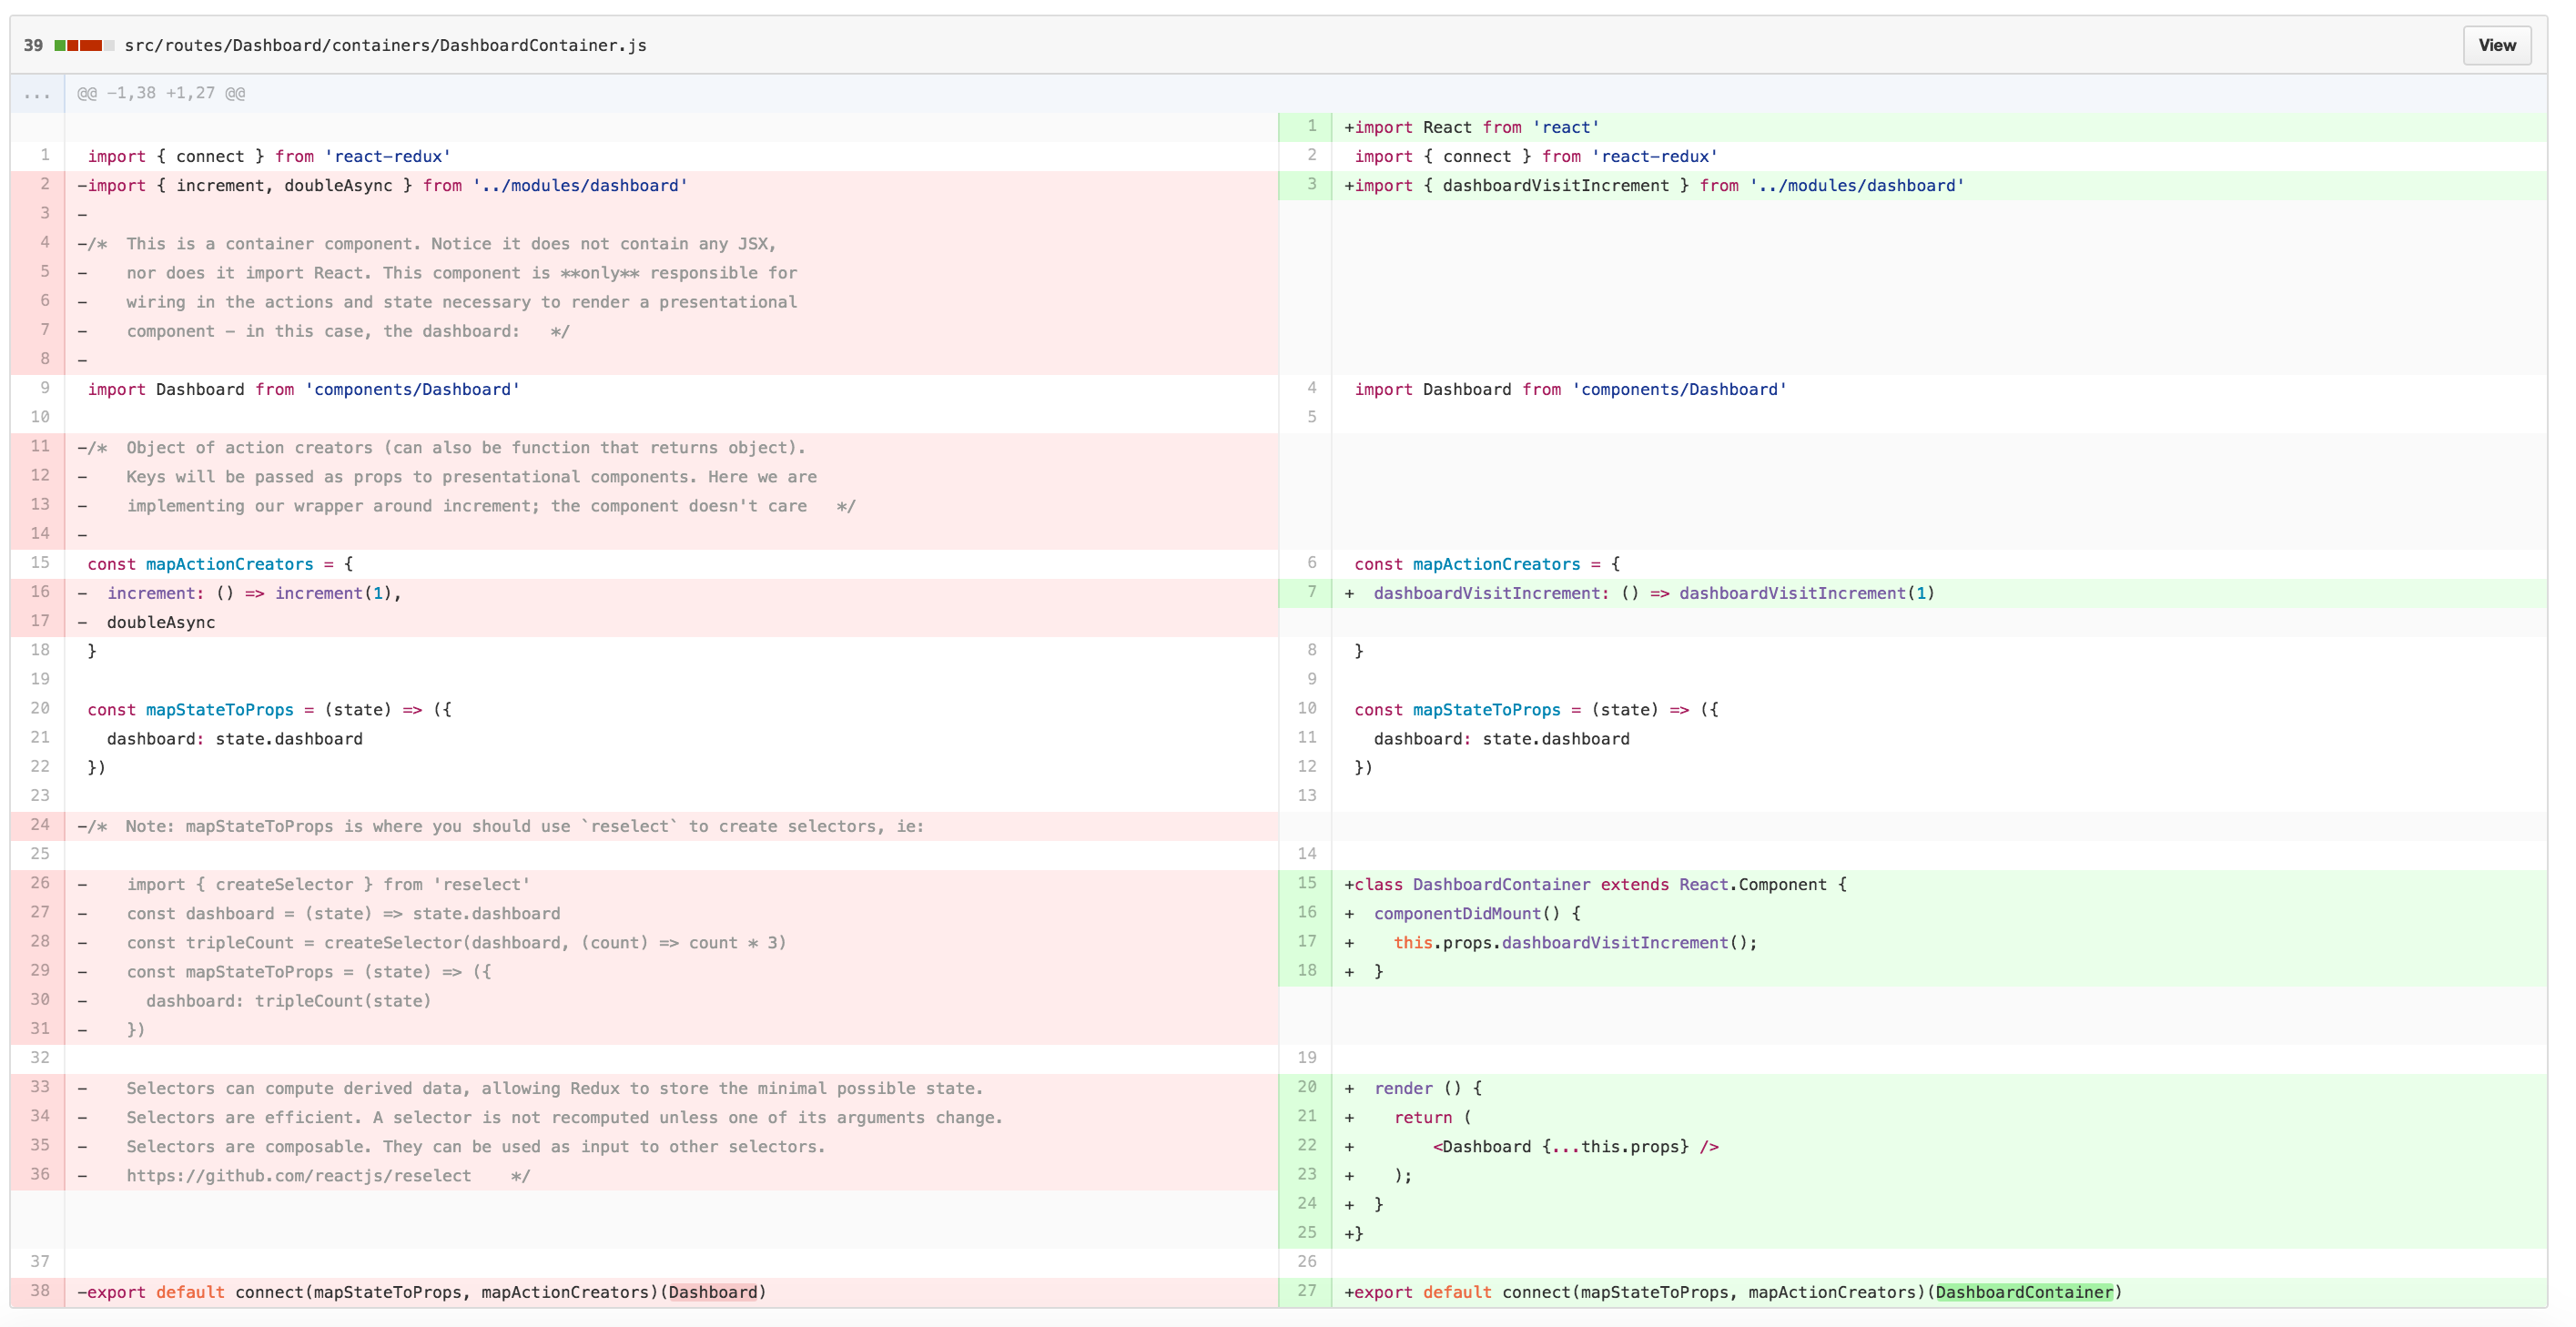 39 src/routes/Dashboard/containers/DashboardContainer.js View
... @@ -1,38 +1,27 @@
1 +import React from 'react'
1 import { connect } from 'react-redux' 2 import { connect } from 'react-redux'
2 -import { increment, doubleAsync } from '../modules/dashboard' 3 +import { dashboardVisitIncrement } from '../modules/dashboard'
3 -
4 -/*  This is a container component. Notice it does not contain any JSX,
5 -    nor does it import React. This component is **only** responsible for
6 -    wiring in the actions and state necessary to render a presentational
7 -    component - in this case, the dashboard:   */
8 -
9 import Dashboard from 'components/Dashboard' 4 import Dashboard from 'components/Dashboard'
10 5
11 -/*  Object of action creators (can also be function that returns object).
12 -    Keys will be passed as props to presentational components. Here we are
13 -    implementing our wrapper around increment; the component doesn't care   */
14 -
15 const mapActionCreators = { 6 const mapActionCreators = {
16 -  increment: () => increment(1), 7 +  dashboardVisitIncrement: () => dashboardVisitIncrement(1)
17 -  doubleAsync
18 } 8 }
19 9
20 const mapStateToProps = (state) => ({ 10 const mapStateToProps = (state) => ({
21   dashboard: state.dashboard 11   dashboard: state.dashboard
22 }) 12 })
23 13
24 -/*  Note: mapStateToProps is where you should use `reselect` to create selectors, ie:
25 14
26 -    import { createSelector } from 'reselect' 15 +class DashboardContainer extends React.Component {
27 -    const dashboard = (state) => state.dashboard 16 +  componentDidMount() {
28 -    const tripleCount = createSelector(dashboard, (count) => count * 3) 17 +    this.props.dashboardVisitIncrement();
29 -    const mapStateToProps = (state) => ({ 18 +  }
30 -      dashboard: tripleCount(state)
31 -    })
32 19
33 -    Selectors can compute derived data, allowing Redux to store the minimal possible state. 20 +  render () {
34 -    Selectors are efficient. A selector is not recomputed unless one of its arguments change. 21 +    return (
35 -    Selectors are composable. They can be used as input to other selectors. 22 +        <Dashboard {...this.props} />
36 -    https://github.com/reactjs/reselect    */ 23 +    );
24 +  }
25 +}
37 26
38 -export default connect(mapStateToProps, mapActionCreators)(Dashboard) 27 +export default connect(mapStateToProps, mapActionCreators)(DashboardContainer)